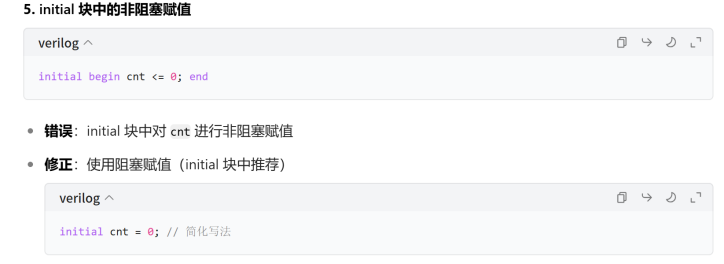 5. initial 块中的非阻塞赋值
verilog
initial begin cnt <= 0; end
错误：initial 块中对 cnt 进行非阻塞赋值
修正：使用阻塞赋值（initial 块中推荐）
verilog
initial cnt = 0; // 简化写法